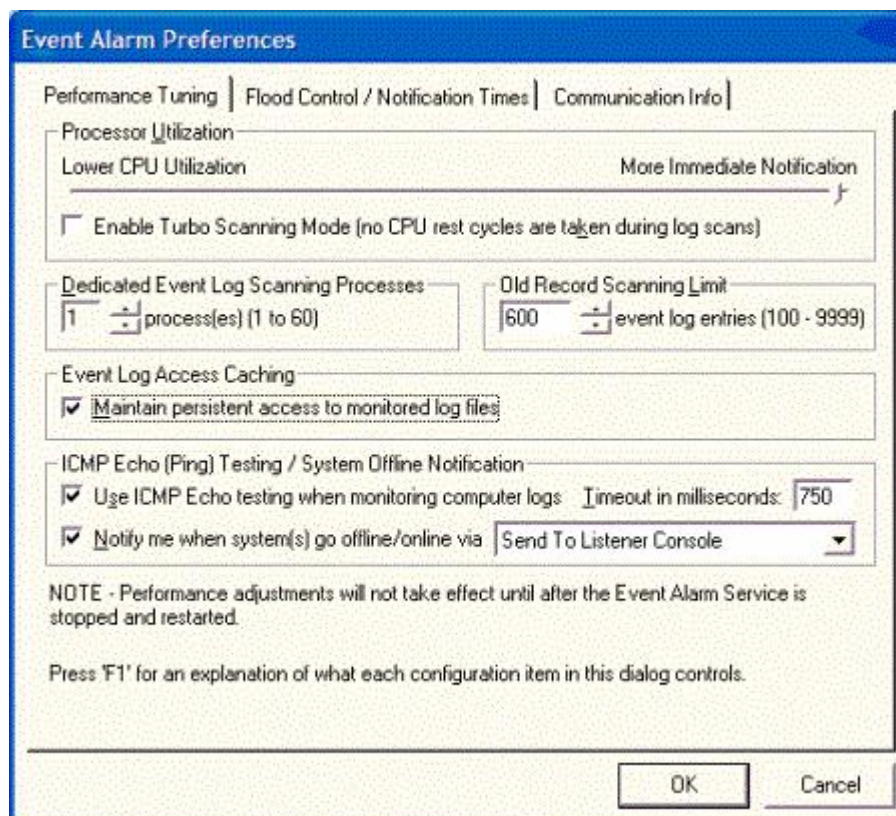 Event Alarm Preferences
Performance Tuning Flood Control / Notification Times Communication Info
Processor Utilization
Lower CPU Utilization More Immediate Notification
Enable Turbo Scanning Mode (no CPU rest cycles are taken during log scans)
Dedicated Event Log Scanning Processes
1 process(es) (1 to 60)
Old Record Scanning Limit
600 event log entries (100 - 9999)
Event Log Access Caching
Maintain persistent access to monitored log files
ICMP Echo (Ping) Testing / System Offline Notification
Use ICMP Echo testing when monitoring computer logs Timeout in milliseconds: 750
Notify me when system(s) go offline/online via Send To Listener Console
NOTE - Performance adjustments will not take effect until after the Event Alarm Service is
stopped and restarted.
Press 'F1' for an explanation of what each configuration item in this dialog controls.
OK Cancel